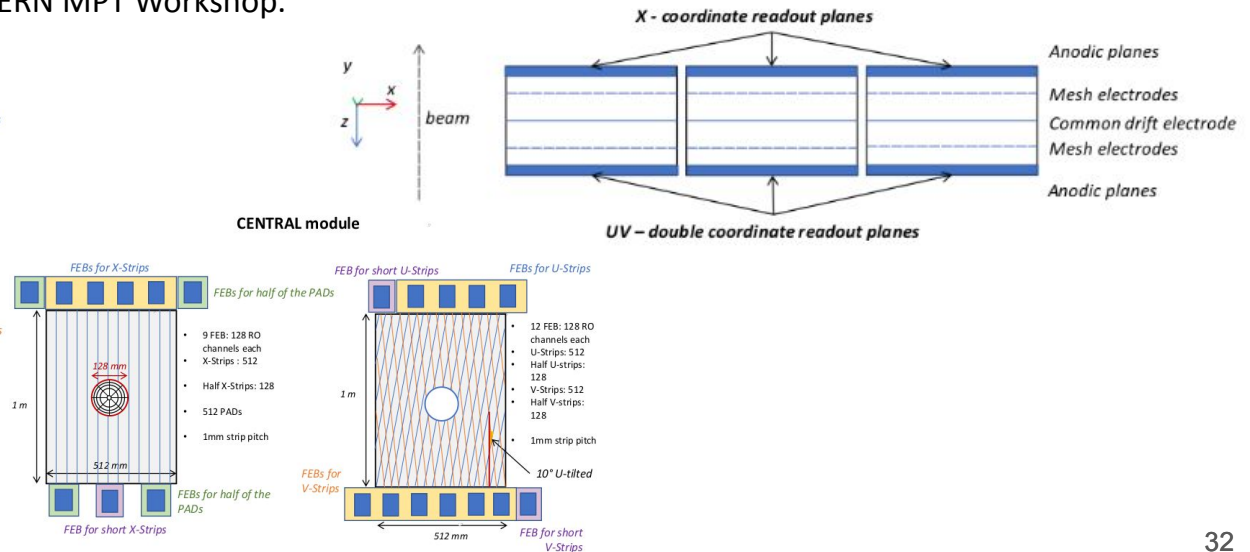 ERN MPT Workshop.
X - coordinate readout planes
Anodic planes
y
x
z
beam
Mesh electrodes
Common drift electrode
Mesh electrodes
Anodic planes
UV – double coordinate readout planes
CENTRAL module
FEBs for X-Strips
FEBs for half of the PADs
• 9 FEB: 128 RO
channels each
• X-Strips : 512
• Half X-Strips: 128
• 512 PADs
• 1mm strip pitch
128 mm
1 m
512 mm
FEBs for half of the
PADs
FEB for short X-Strips
FEB for short U-Strips
FEBs for U-Strips
• 12 FEB: 128 RO
channels each
• U-Strips: 512
• Half U-strips:
128
• V-Strips: 512
• Half V-strips:
128
• 1mm strip pitch
1 m
10° U-tilted
FEBs for
V-Strips
512 mm
FEB for short
V-Strips
32